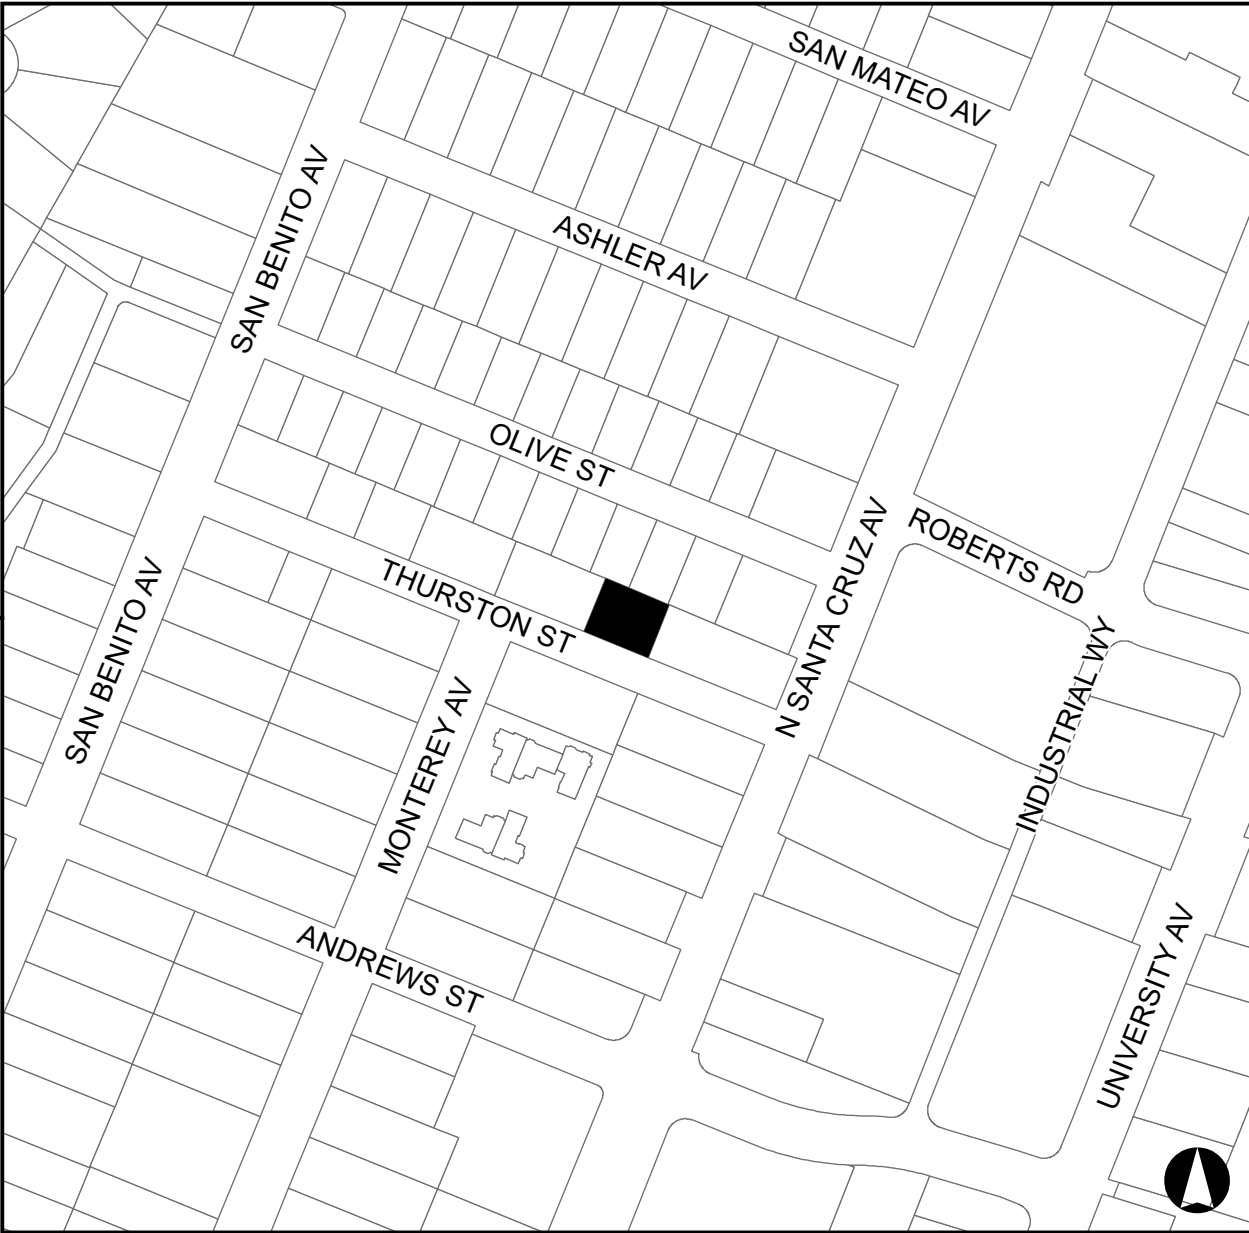 SAN MATEO AV
SAN BENITO AV
ASHLER AV
OLIVE ST
ROBERTS RD
N SANTA CRUZ AV
THURSTON ST
SAN BENITO AV
INDUSTRIAL WY
MONTEREY AV
ANDREWS ST
UNIVERSITY AV